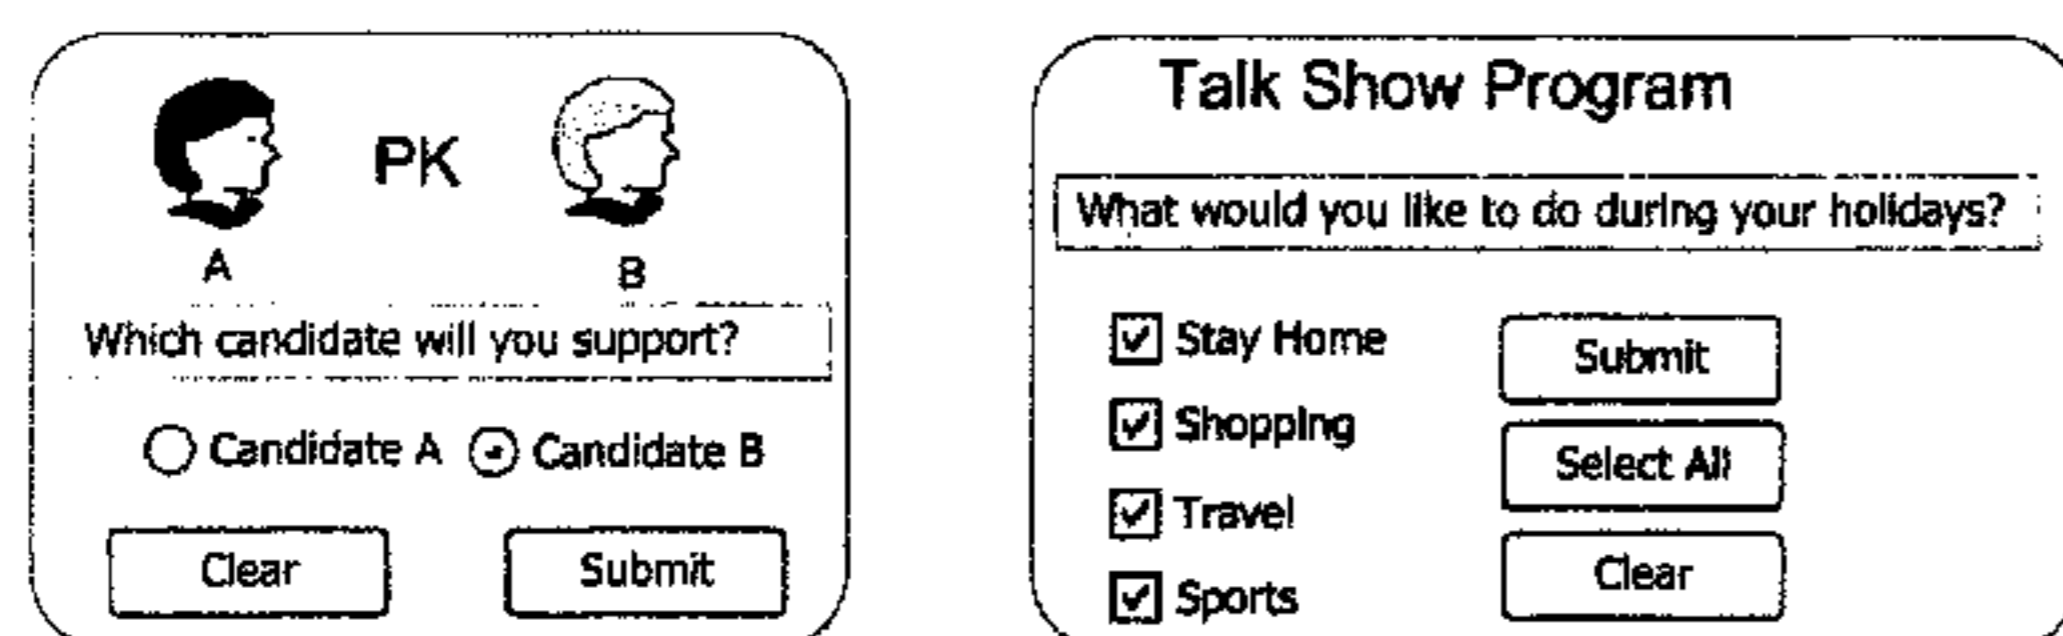 PK
A
B
Which candidate will you support?
Candidate A
Candidate B
Clear
Submit
Talk Show Program
What would you like to do during your holidays?
Stay Home
Shopping
Travel
Sports
Submit
Select All
Clear